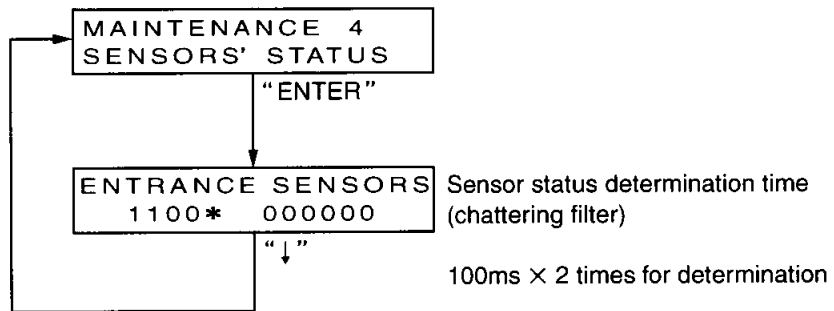 MAINTENANCE 4
SENSORS' STATUS
“ENTER”
ENTRANCE SENSORS
1100* 000000
Sensor status determination time
(chattering filter)
“↓”
100ms × 2 times for determination